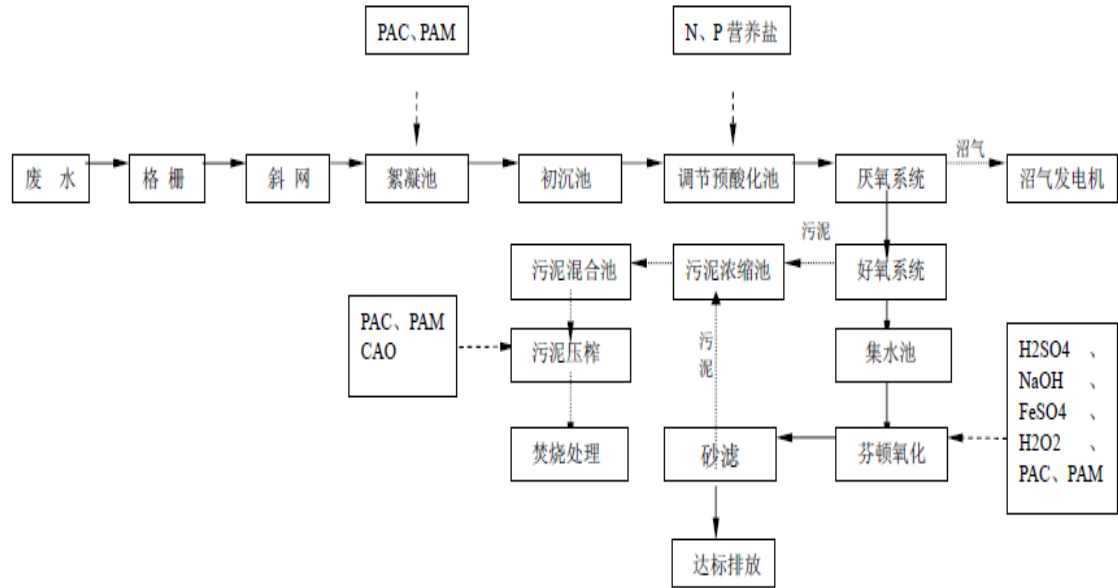 PAC、PAM
N、P 营养盐
废 水
格 栅
斜 网
絮凝池
初沉池
调节预酸化池
厌氧系统
沼气
沼气发电机
污泥
污泥混合池
污泥浓缩池
好氧系统
PAC、PAM
CAO
污泥压榨
污
泥
集水池
H2SO4 、
NaOH 、
FeSO4 、
H2O2 、
PAC、PAM
焚烧处理
砂滤
芬顿氧化
达标排放